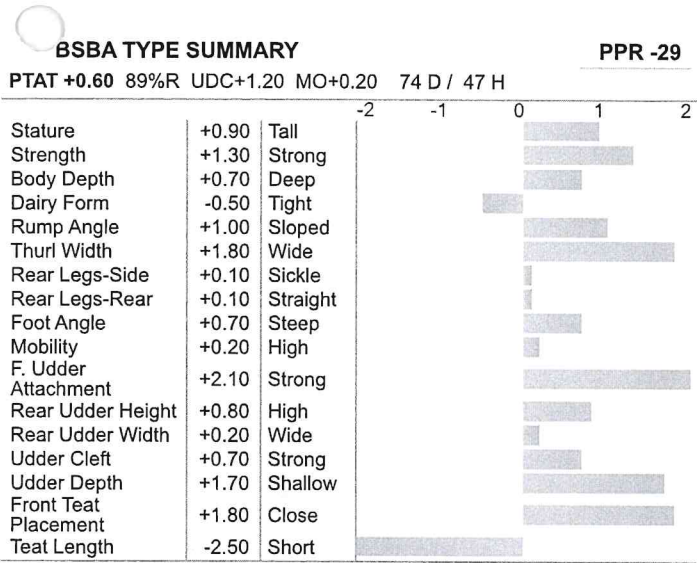 BSBA TYPE SUMMARY PPR -29
PTAT +0.60 89%R UDC+1.20 MO+0.20 74 D / 47 H
-2 -1 0 1 2
Stature +0.90 Tall
Strength +1.30 Strong
Body Depth +0.70 Deep
Dairy Form -0.50 Tight
Rump Angle +1.00 Sloped
Thurl Width +1.80 Wide
Rear Legs-Side +0.10 Sickle
Rear Legs-Rear +0.10 Straight
Foot Angle +0.70 Steep
Mobility +0.20 High
F. Udder
Attachment +2.10 Strong
Rear Udder Height +0.80 High
Rear Udder Width +0.20 Wide
Udder Cleft +0.70 Strong
Udder Depth +1.70 Shallow
Front Teat
Placement +1.80 Close
Teat Length -2.50 Short